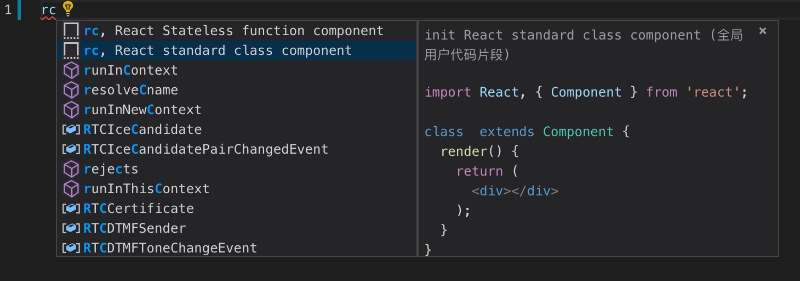 1 rc
rc, React Stateless function component
rc, React standard class component
runInContext
resolveCname
runInNewContext
RTCIceCandidate
RTCIceCandidatePairChangedEvent
rejects
runInThisContext
RTCCertificate
RTCDTMFSender
RTCDTMFToneChangeEvent
init React standard class component (全局
用户代码片段)
import React, { Component } from 'react';
class  extends Component {
  render() {
    return (
      <div></div>
    );
  }
}